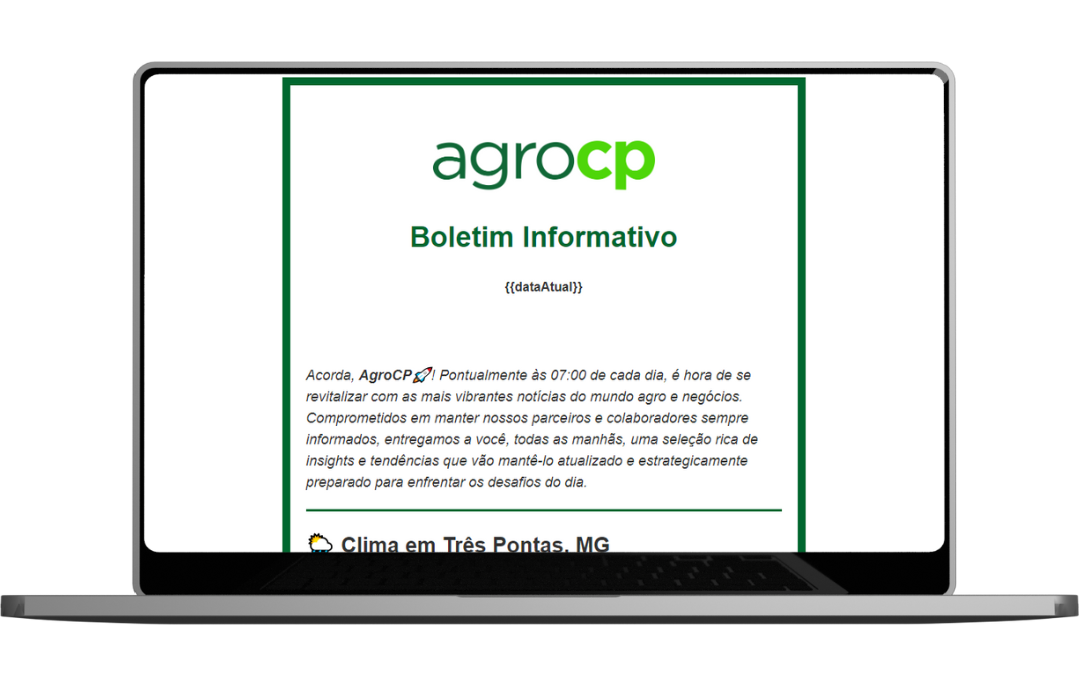 agrocp
Boletim Informativo
{{dataAtual}}
Acorda, AgroCP🚀! Pontualmente às 07:00 de cada dia, é hora de se
revitalizar com as mais vibrantes notícias do mundo agro e negócios.
Comprometidos em manter nossos parceiros e colaboradores sempre
informados, entregamos a você, todas as manhãs, uma seleção rica de
insights e tendências que vão mantê-lo atualizado e estrategicamente
preparado para enfrentar os desafios do dia.
🌦 Clima em Três Pontas, MG